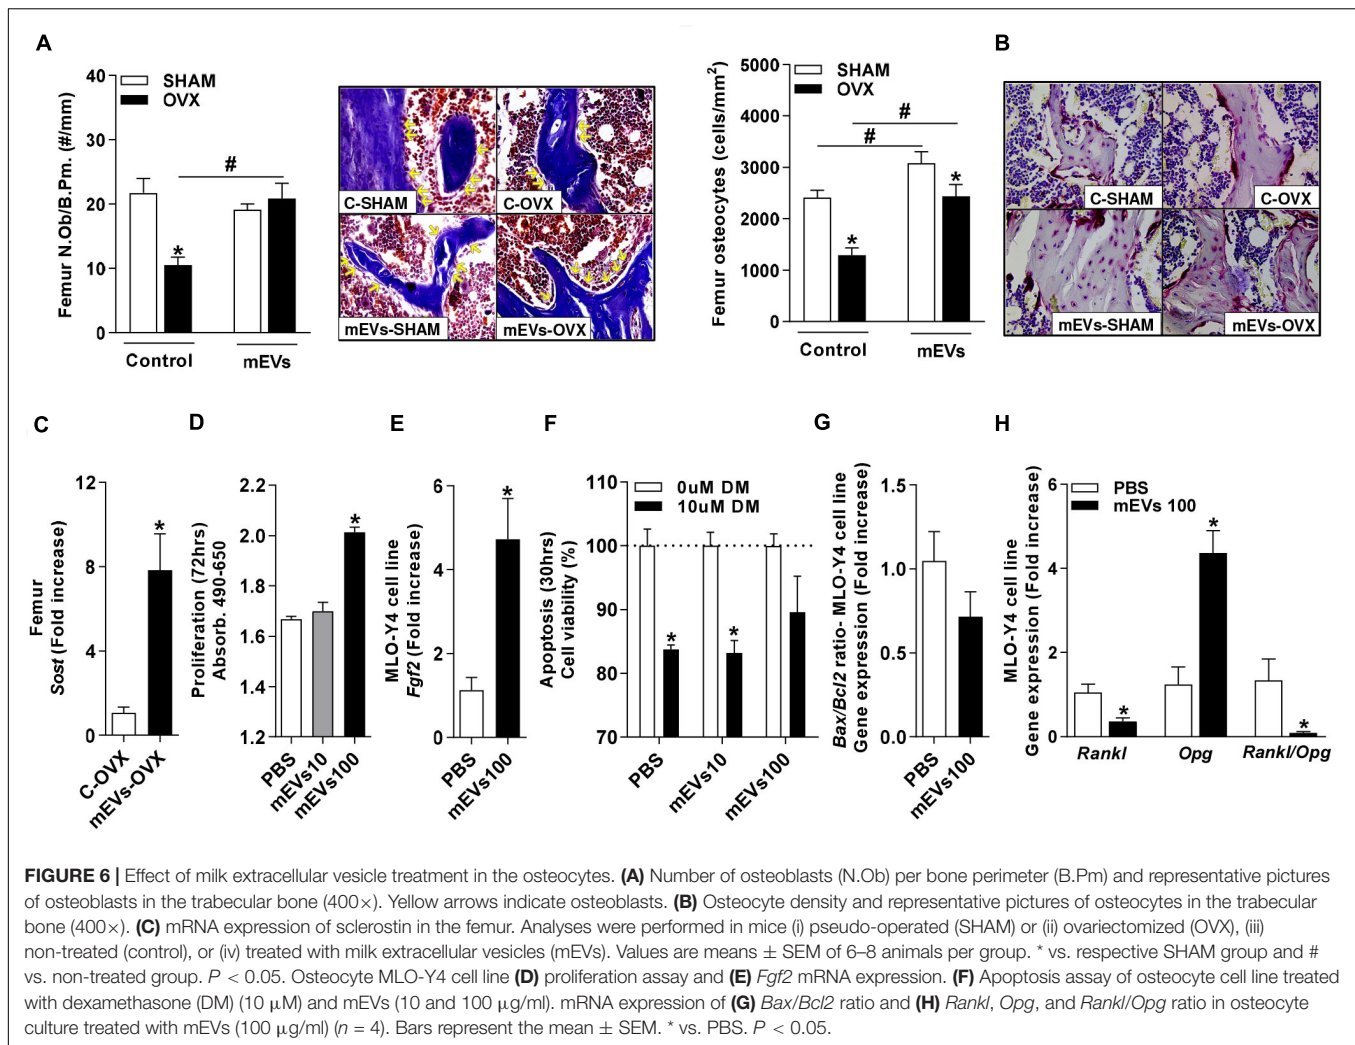 A
B
Femur N.Ob/B.Pm. (#/mm)
40
30
20
10
0
SHAM
OVX
#
*
Control
mEVs
C-SHAM
C-OVX
mEVs-SHAM
mEVs-OVX
Femur osteocytes (cells/mm²)
5000
4000
3000
2000
1000
0
SHAM
OVX
#
#
*
*
Control
mEVs
C-SHAM
C-OVX
mEVs-SHAM
mEVs-OVX
C
Femur
Sost (Fold increase)
12
8
4
0
*
C-OVX
mEVs-OVX
D
Proliferation (72hrs)
Absorb. 490-650
2.2
2.0
1.8
1.6
1.4
1.2
*
PBS
mEVs10
mEVs100
E
MLO-Y4 cell line
Fgf2 (Fold increase)
6
4
2
0
*
PBS
mEVs100
F
Apoptosis (30hrs)
Cell viability (%)
110
100
90
80
70
0uM DM
10uM DM
*
*
PBS
mEVs10
mEVs100
G
Bax/Bcl2 ratio- MLO-Y4 cell line
Gene expression (Fold increase)
1.5
1.0
0.5
0.0
PBS
mEVs100
H
MLO-Y4 cell line
Gene expression (Fold increase)
6
4
2
0
PBS
mEVs 100
*
*
*
Rankl
Opg
Rankl/Opg
FIGURE 6 | Effect of milk extracellular vesicle treatment in the osteocytes. (A) Number of osteoblasts (N.Ob) per bone perimeter (B.Pm) and representative pictures
of osteoblasts in the trabecular bone (400×). Yellow arrows indicate osteoblasts. (B) Osteocyte density and representative pictures of osteocytes in the trabecular
bone (400×). (C) mRNA expression of sclerostin in the femur. Analyses were performed in mice (i) pseudo-operated (SHAM) or (ii) ovariectomized (OVX), (iii)
non-treated (control), or (iv) treated with milk extracellular vesicles (mEVs). Values are means ± SEM of 6–8 animals per group. * vs. respective SHAM group and #
vs. non-treated group. P < 0.05. Osteocyte MLO-Y4 cell line (D) proliferation assay and (E) Fgf2 mRNA expression. (F) Apoptosis assay of osteocyte cell line treated
with dexamethasone (DM) (10 μM) and mEVs (10 and 100 μg/ml). mRNA expression of (G) Bax/Bcl2 ratio and (H) Rankl, Opg, and Rankl/Opg ratio in osteocyte
culture treated with mEVs (100 μg/ml) (n = 4). Bars represent the mean ± SEM. * vs. PBS. P < 0.05.